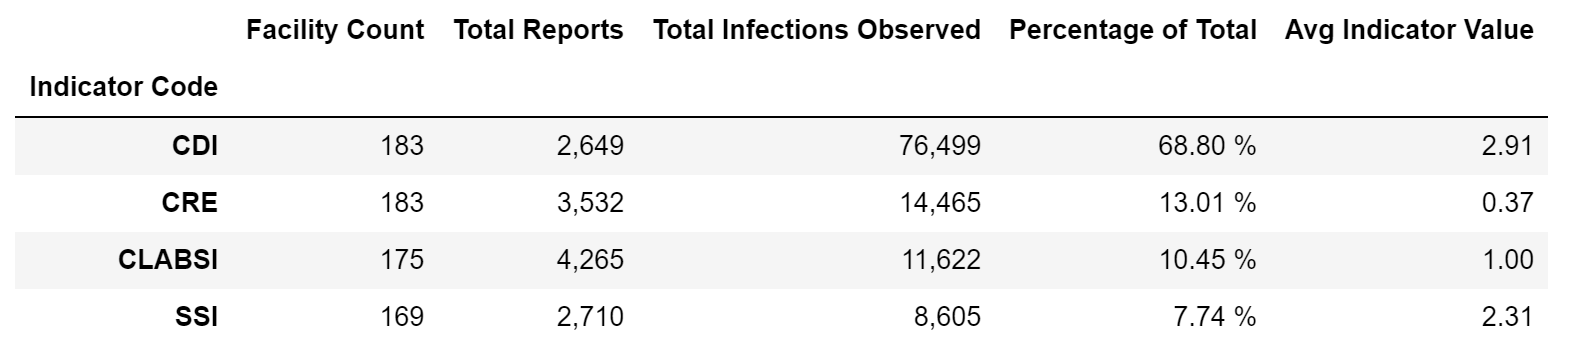 Facility Count Total Reports Total Infections Observed Percentage of Total Avg Indicator Value
Indicator Code
CDI 183 2,649 76,499 68.80 % 2.91
CRE 183 3,532 14,465 13.01 % 0.37
CLABSI 175 4,265 11,622 10.45 % 1.00
SSI 169 2,710 8,605 7.74 % 2.31